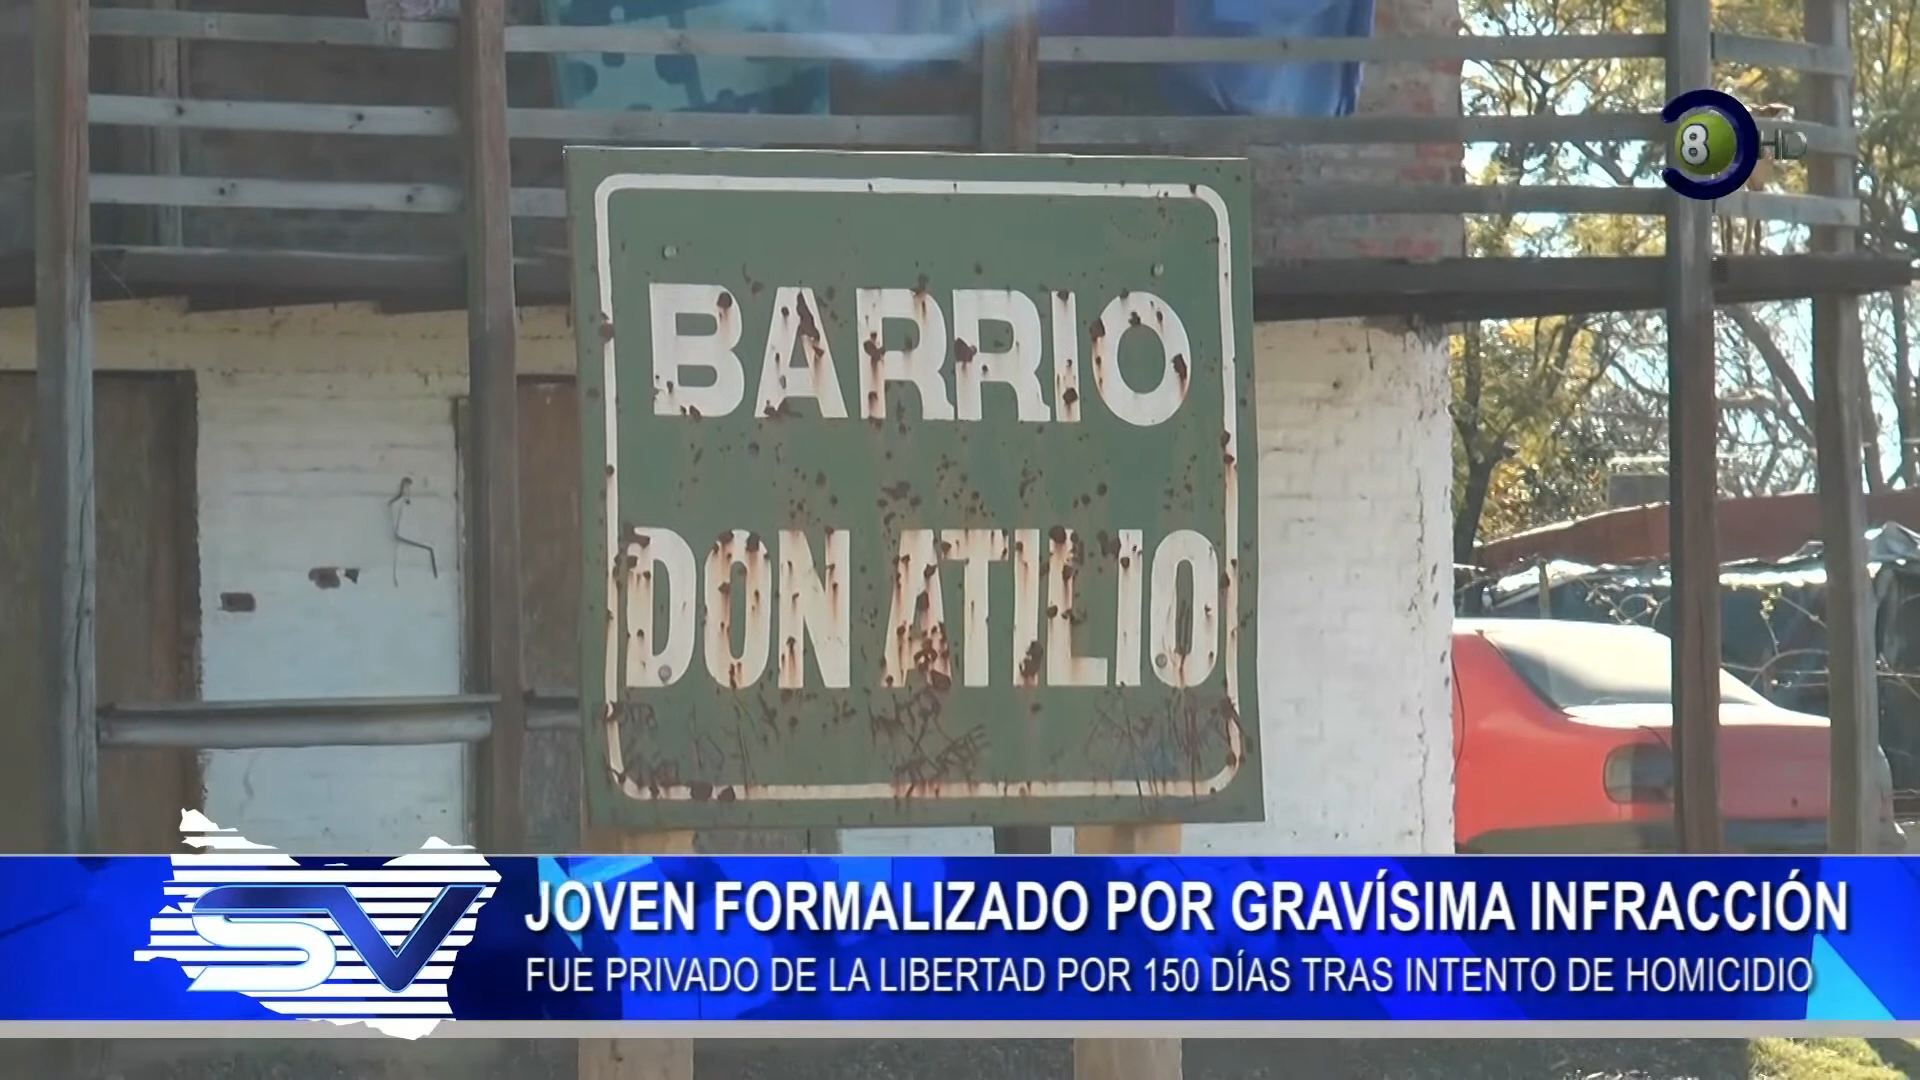 8 HD
BARRIO
DON ATILIO
SV
JOVEN FORMALIZADO POR GRAVÍSIMA INFRACCIÓN
FUE PRIVADO DE LA LIBERTAD POR 150 DÍAS TRAS INTENTO DE HOMICIDIO